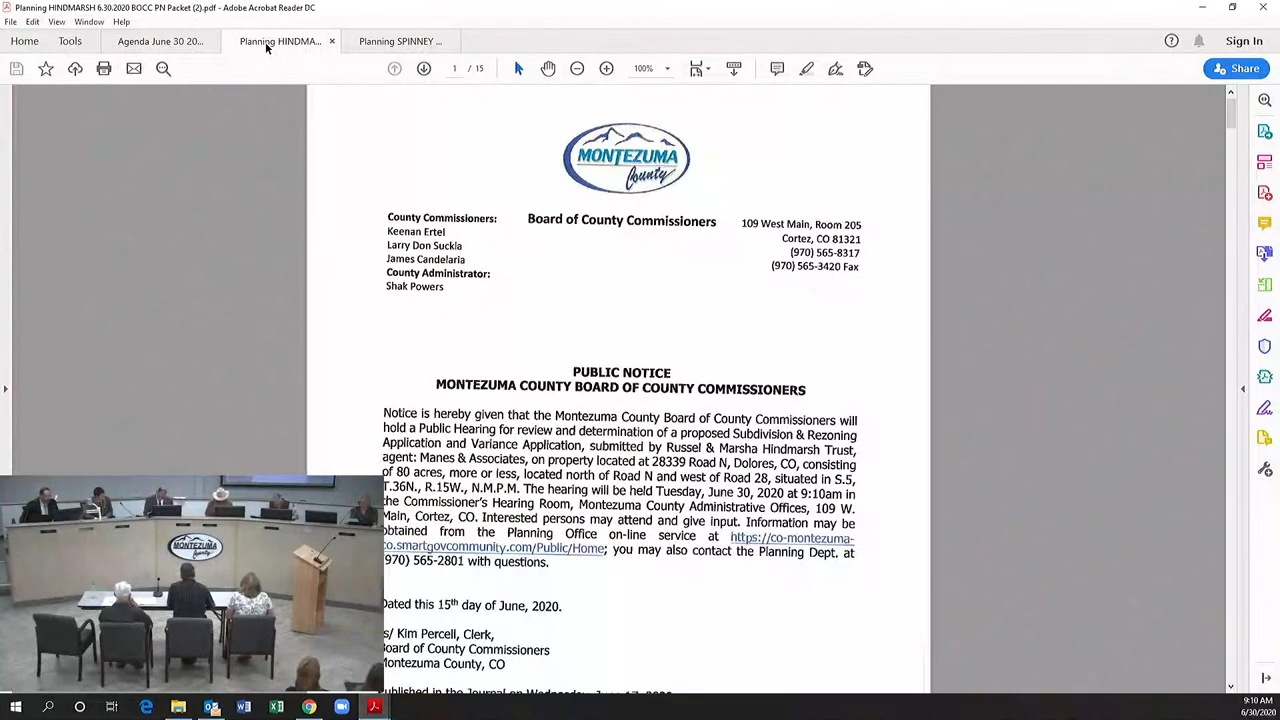 Planning HINDMARSH 6.30.2020 BOCC PN Packet (2).pdf - Adobe Acrobat Reader DC
File Edit View Window Help
Home Tools Agenda June 30 20... Planning HINDMA... × Planning SPINNEY ... Sign In
1 / 15 100% Share
MONTEZUMA
County
County Commissioners:
Keenan Ertel
Larry Don Suckla
James Candelaria
County Administrator:
Shak Powers
Board of County Commissioners
109 West Main, Room 205
Cortez, CO 81321
(970) 565-8317
(970) 565-3420 Fax
PUBLIC NOTICE
MONTEZUMA COUNTY BOARD OF COUNTY COMMISSIONERS
Notice is hereby given that the Montezuma County Board of County Commissioners will
hold a Public Hearing for review and determination of a proposed Subdivision & Rezoning
Application and Variance Application, submitted by Russel & Marsha Hindmarsh Trust,
agent: Manes & Associates, on property located at 28339 Road N, Dolores, CO, consisting
of 80 acres, more or less, located north of Road N and west of Road 28, situated in S.5,
T.36N., R.15W., N.M.P.M. The hearing will be held Tuesday, June 30, 2020 at 9:10am in
the Commissioner's Hearing Room, Montezuma County Administrative Offices, 109 W.
Main, Cortez, CO. Interested persons may attend and give input. Information may be
obtained from the Planning Office on-line service at https://co-montezuma-
co.smartgovcommunity.com/Public/Home; you may also contact the Planning Dept. at
(970) 565-2801 with questions.
Dated this 15th day of June, 2020.
s/ Kim Percell, Clerk,
Board of County Commissioners
Montezuma County, CO
Published in the Journal on Wednesday, June 17, 2020
MONTEZUMA
County
9:10 AM
6/30/2020